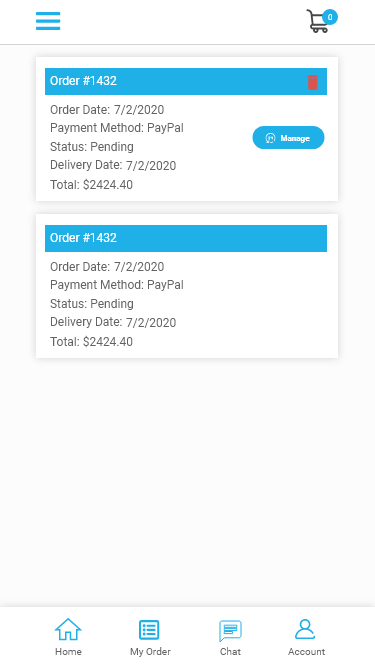 0
Order #1432
Order Date: 7/2/2020
Payment Method: PayPal
Manage
Status: Pending
Delivery Date: 7/2/2020
Total: $2424.40
Order #1432
Order Date: 7/2/2020
Payment Method: PayPal
Status: Pending
Delivery Date: 7/2/2020
Total: $2424.40
Home My Order Chat Account